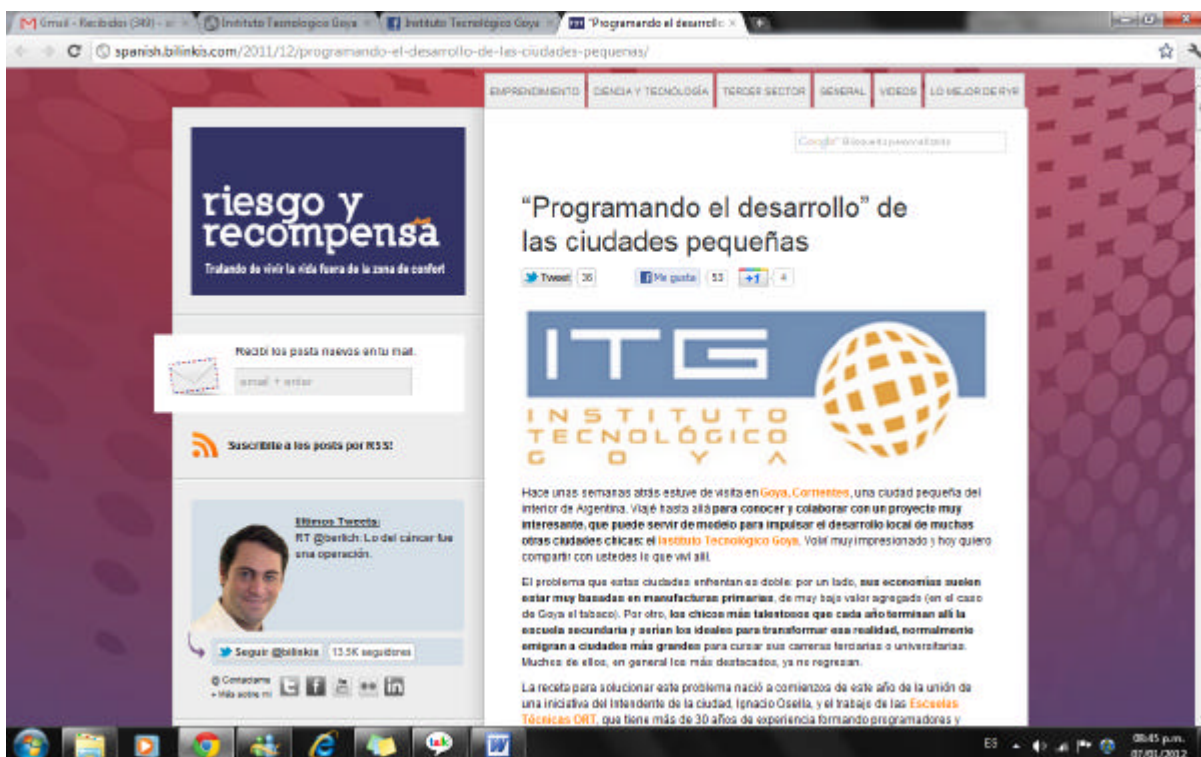 Gmail - Recibidos (349) -
Instituto Tecnologico Goya
Instituto Tecnológico Goya
"Programando el desarrollo
spanish.bilinkis.com/2011/12/programando-el-desarrollo-de-las-ciudades-pequenas/
EMPRENDIMIENTO
CIENCIA Y TECNOLOGÍA
TERCER SECTOR
GENERAL
VIDEOS
LO MEJOR DE RYR
Google
riesgo y
recompensa
Tratando de vivir la vida fuera de la zona de confort
Recibí los posts nuevos en tu mail.
email + enter
Suscribite a los posts por RSS!
Últimos Tweets:
RT @berlich: Lo del cáncer fue
una operación.
Seguir @bilinkis 13.5K seguidores
@ Contactame
+ Más sobre mí
"Programando el desarrollo" de
las ciudades pequeñas
Tweet 36
Me gusta 53
+1 4
ITG
INSTITUTO
TECNOLÓGICO
GOYA
Hace unas semanas atrás estuve de visita en Goya, Corrientes, una ciudad pequeña del
interior de Argentina. Viajé hasta allá para conocer y colaborar con un proyecto muy
interesante, que puede servir de modelo para impulsar el desarrollo local de muchas
otras ciudades chicas: el Instituto Tecnológico Goya. Volví muy impresionado y hoy quiero
compartir con ustedes lo que viví allí.
El problema que estas ciudades enfrentan es doble: por un lado, sus economías suelen
estar muy basadas en manufacturas primarias, de muy bajo valor agregado (en el caso
de Goya el tabaco). Por otro, los chicos más talentosos que cada año terminan allí la
escuela secundaria y serían los ideales para transformar esa realidad, normalmente
emigran a ciudades más grandes para cursar sus carreras terciarias o universitarias.
Muchos de ellos, en general los más destacados, ya no regresan.
La receta para solucionar este problema nació a comienzos de este año de la unión de
una iniciativa del Intendente de la ciudad, Ignacio Osella, y el trabajo de las Escuelas
Técnicas ORT, que tiene más de 30 años de experiencia formando programadores y
ES
08:45 p.m.
07/01/2012